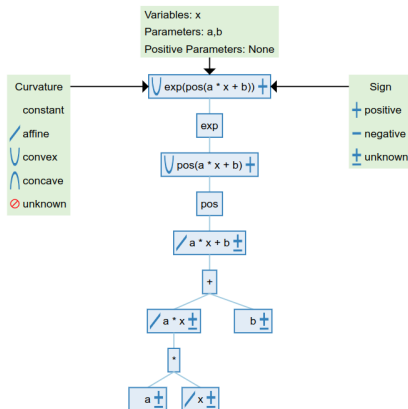 Variables: x
Parameters: a,b
Positive Parameters: None
Curvature
constant
affine
convex
concave
unknown
exp(pos(a * x + b))
Sign
positive
negative
unknown
exp
pos(a * x + b)
pos
a * x + b
+
a * x
b
*
a
x